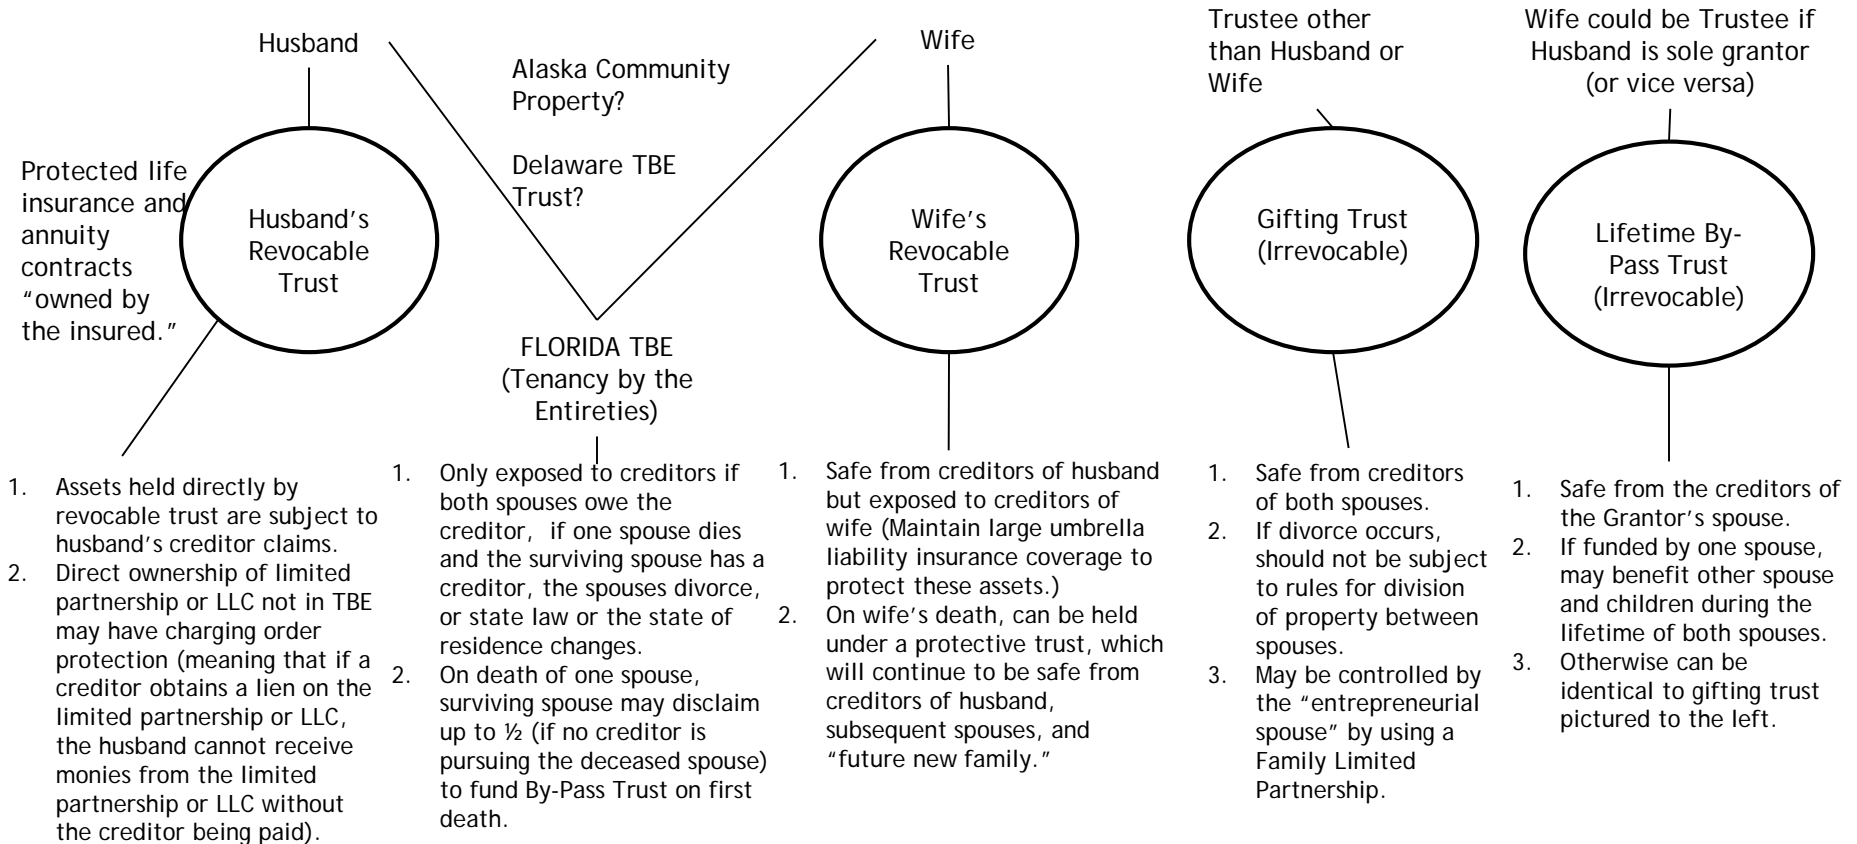 Husband
Alaska Community
Property?
Delaware TBE
Trust?
Wife
Trustee other
than Husband or
Wife
Wife could be Trustee if
Husband is sole grantor
(or vice versa)
Protected life
insurance and
annuity
contracts
“owned by
the insured.”
Husband’s
Revocable
Trust
FLORIDA TBE
(Tenancy by the
Entireties)
Wife’s
Revocable
Trust
Gifting Trust
(Irrevocable)
Lifetime By-
Pass Trust
(Irrevocable)
1. Assets held directly by
revocable trust are subject to
husband’s creditor claims.
2. Direct ownership of limited
partnership or LLC not in TBE
may have charging order
protection (meaning that if a
creditor obtains a lien on the
limited partnership or LLC,
the husband cannot receive
monies from the limited
partnership or LLC without
the creditor being paid).
1. Only exposed to creditors if
both spouses owe the
creditor, if one spouse dies
and the surviving spouse has a
creditor, the spouses divorce,
or state law or the state of
residence changes.
2. On death of one spouse,
surviving spouse may disclaim
up to ½ (if no creditor is
pursuing the deceased spouse)
to fund By-Pass Trust on first
death.
1. Safe from creditors of husband
but exposed to creditors of
wife (Maintain large umbrella
liability insurance coverage to
protect these assets.)
2. On wife’s death, can be held
under a protective trust, which
will continue to be safe from
creditors of husband,
subsequent spouses, and
“future new family.”
1. Safe from creditors
of both spouses.
2. If divorce occurs,
should not be subject
to rules for division
of property between
spouses.
3. May be controlled by
the “entrepreneurial
spouse” by using a
Family Limited
Partnership.
1. Safe from the creditors of
the Grantor’s spouse.
2. If funded by one spouse,
may benefit other spouse
and children during the
lifetime of both spouses.
3. Otherwise can be
identical to gifting trust
pictured to the left.